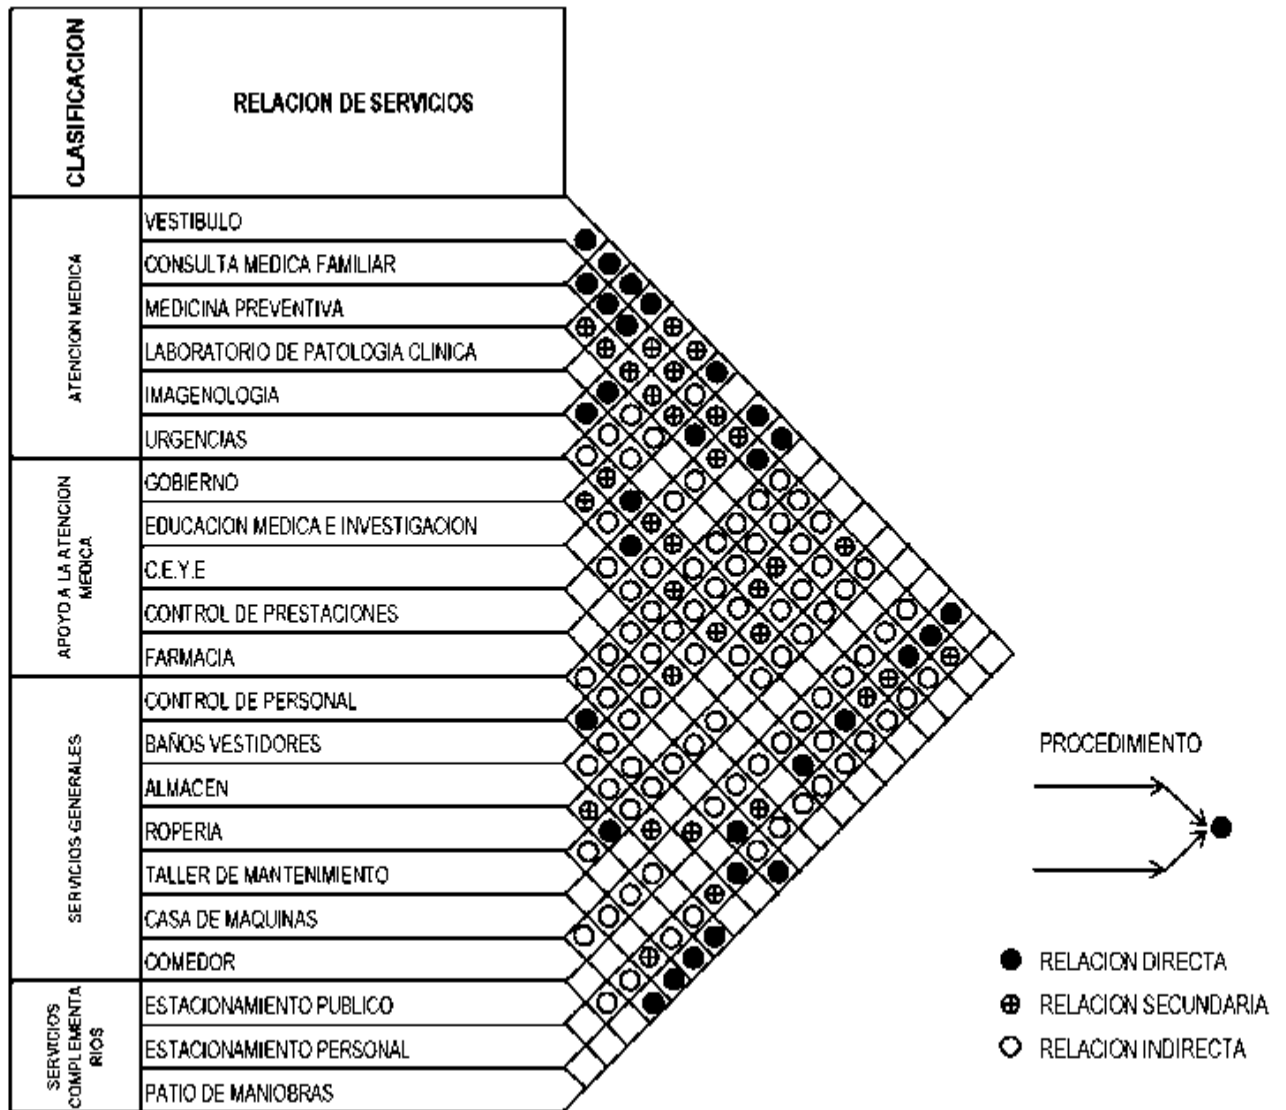 CLASIFICACION
RELACION DE SERVICIOS
ATENCION MEDICA
VESTIBULO
CONSULTA MEDICA FAMILIAR
MEDICINA PREVENTIVA
LABORATORIO DE PATOLOGIA CLINICA
IMAGENOLOGIA
URGENCIAS
APOYO A LA ATENCION
MEDICA
GOBIERNO
EDUCACION MEDICA E INVESTIGACION
C.E.Y.E
CONTROL DE PRESTACIONES
FARMACIA
SERVICIOS GENERALES
CONTROL DE PERSONAL
BAÑOS VESTIDORES
ALMACEN
ROPERIA
TALLER DE MANTENIMIENTO
CASA DE MAQUINAS
COMEDOR
SERVICIOS
COMPLEMENTA
RIOS
ESTACIONAMIENTO PUBLICO
ESTACIONAMIENTO PERSONAL
PATIO DE MANIOBRAS
PROCEDIMIENTO
RELACION DIRECTA
RELACION SECUNDARIA
RELACION INDIRECTA